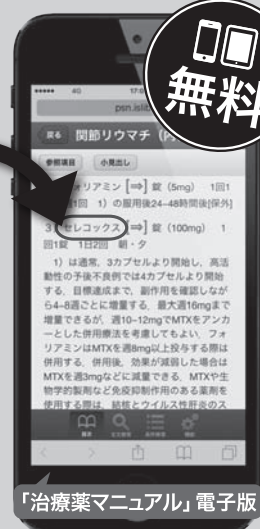 無料
4G 17:0
psn.isli
戻る 関節リウマチ (内
参照項目 小見出し
ォリアミン [⇒] 錠 (5mg) 1回1
1回 1) の服用後24-48時間後[保外]
3 セレコックス [⇒] 錠 (100mg) 1
回1錠 1日2回 朝・夕
1) は通常, 3カプセルより開始し, 高活
動性の予後不良例では4カプセルより開始
する. 目標達成まで, 副作用を確認しなが
ら4-8週ごとに増量する. 最大週16mgまで
増量できるが, 週10-12mgでMTXをアンカ
ーとした併用療法を考慮してもよい. フォ
リアミンはMTXを週8mg以上投与する際は
併用する. 併用後, 効果が減弱した場合は
MTXを週3mgなどに減量できる. MTXや生
物学的製剤など免疫抑制作用のある薬剤を
使用する際は, 結核とウイルス性肝炎のス
「治療薬マニュアル」電子版